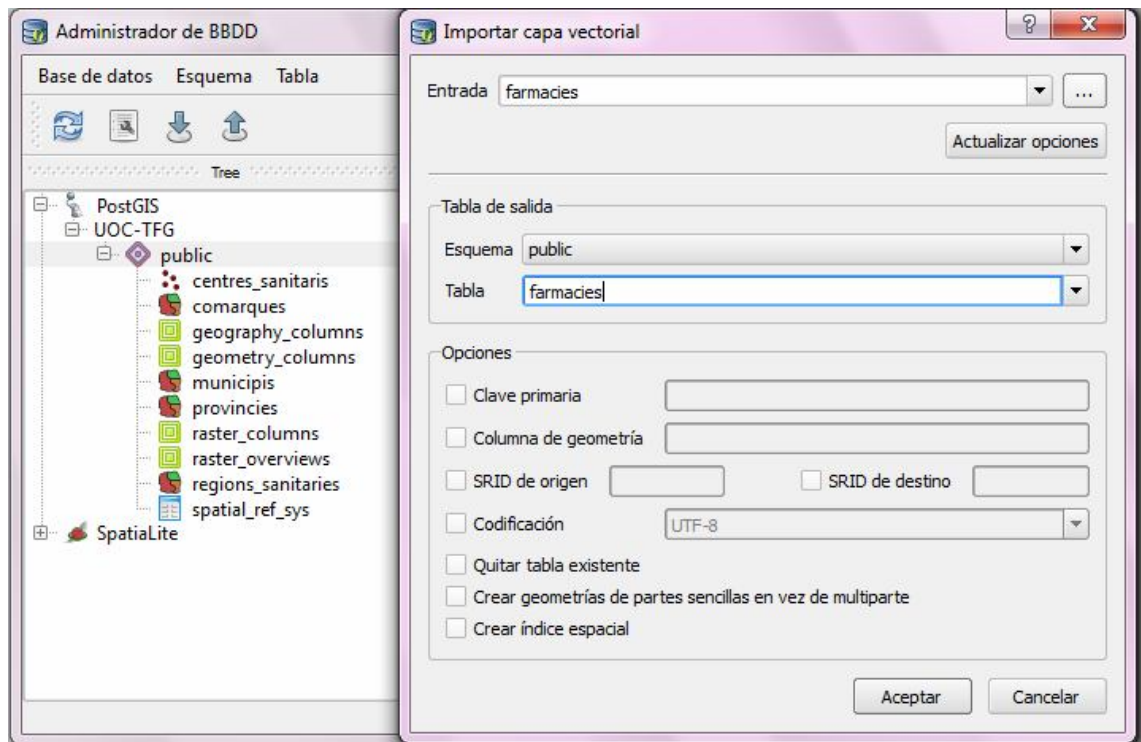 Administrador de BBDD
Base de datos Esquema Tabla
Tree
PostGIS
UOC-TFG
public
centres_sanitaris
comarques
geography_columns
geometry_columns
municipis
provincies
raster_columns
raster_overviews
regions_sanitaries
spatial_ref_sys
SpatiaLite
Importar capa vectorial
Entrada farmacies ...
Actualizar opciones
Tabla de salida
Esquema public
Tabla farmacies
Opciones
Clave primaria
Columna de geometría
SRID de origen SRID de destino
Codificación UTF-8
Quitar tabla existente
Crear geometrías de partes sencillas en vez de multiparte
Crear índice espacial
Aceptar Cancelar